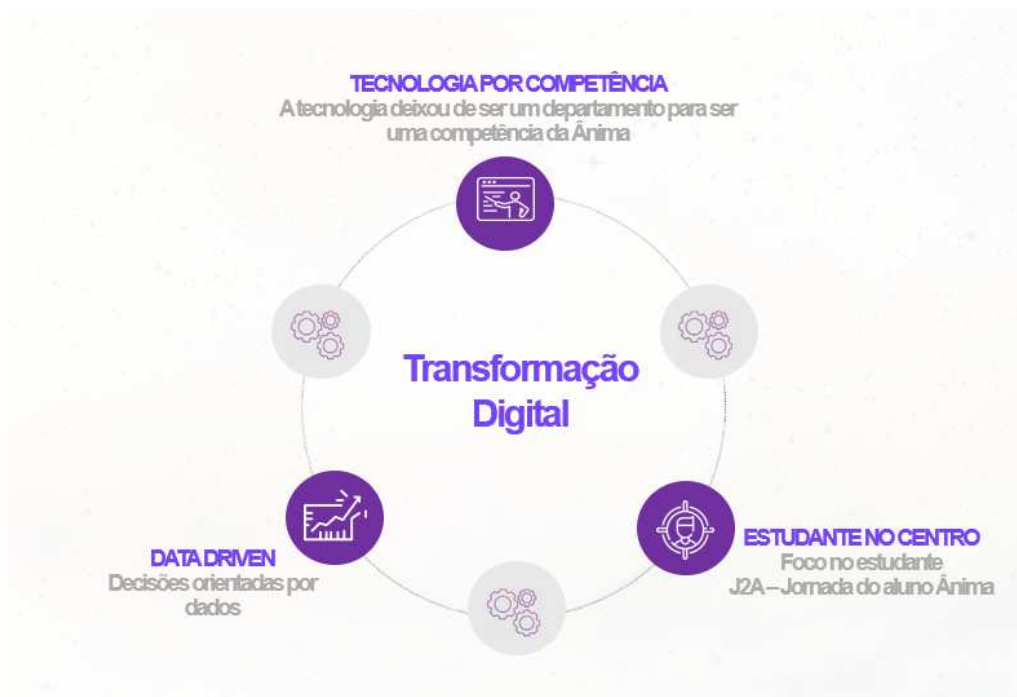 TECNOLOGIA POR COMPETÊNCIA
A tecnologia deixou de ser um departamento para ser
uma competência da Ânima
Transformação
Digital
DATA DRIVEN
Decisões orientadas por
dados
ESTUDANTE NO CENTRO
Foco no estudante
J2A – Jornada do aluno Ânima